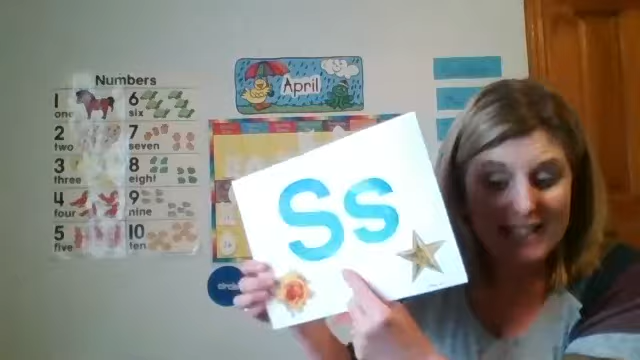 Numbers
1 one
6 six
2 two
7 seven
3 three
8 eight
4 four
9 nine
5 five
10 ten
April
Ss
circle